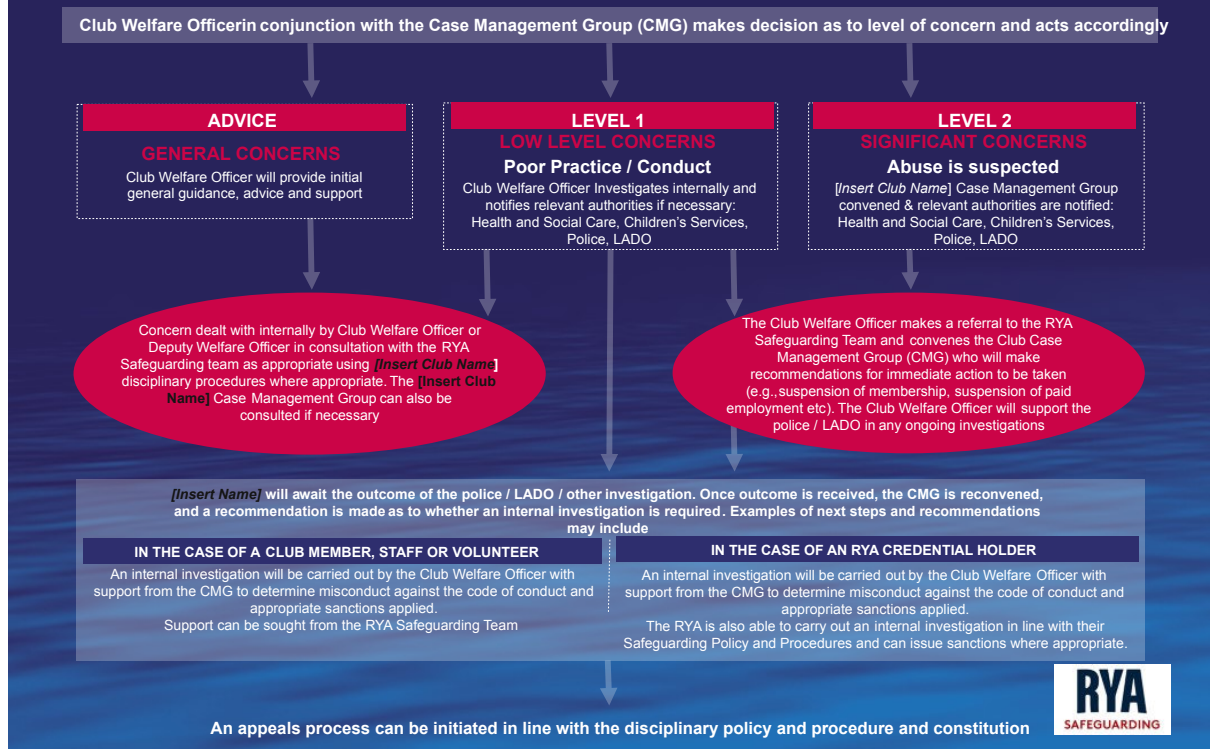 Club Welfare Officerin conjunction with the Case Management Group (CMG) makes decision as to level of concern and acts accordingly
ADVICE
GENERAL CONCERNS
Club Welfare Officer will provide initial
general guidance, advice and support
LEVEL 1
LOW LEVEL CONCERNS
Poor Practice / Conduct
Club Welfare Officer Investigates internally and
notifies relevant authorities if necessary:
Health and Social Care, Children's Services,
Police, LADO
LEVEL 2
SIGNIFICANT CONCERNS
Abuse is suspected
[Insert Club Name] Case Management Group
convened & relevant authorities are notified:
Health and Social Care, Children's Services,
Police, LADO
Concern dealt with internally by Club Welfare Officer or
Deputy Welfare Officer in consultation with the RYA
Safeguarding team as appropriate using [Insert Club Name]
disciplinary procedures where appropriate. The [Insert Club
Name] Case Management Group can also be
consulted if necessary
The Club Welfare Officer makes a referral to the RYA
Safeguarding Team and convenes the Club Case
Management Group (CMG) who will make
recommendations for immediate action to be taken
(e.g.,suspension of membership, suspension of paid
employment etc). The Club Welfare Officer will support the
police / LADO in any ongoing investigations
[Insert Name] will await the outcome of the police / LADO / other investigation. Once outcome is received, the CMG is reconvened,
and a recommendation is made as to whether an internal investigation is required. Examples of next steps and recommendations
may include
IN THE CASE OF A CLUB MEMBER, STAFF OR VOLUNTEER
An internal investigation will be carried out by the Club Welfare Officer with
support from the CMG to determine misconduct against the code of conduct and
appropriate sanctions applied.
Support can be sought from the RYA Safeguarding Team
IN THE CASE OF AN RYA CREDENTIAL HOLDER
An internal investigation will be carried out by the Club Welfare Officer with
support from the CMG to determine misconduct against the code of conduct and
appropriate sanctions applied.
The RYA is also able to carry out an internal investigation in line with their
Safeguarding Policy and Procedures and can issue sanctions where appropriate.
An appeals process can be initiated in line with the disciplinary policy and procedure and constitution
RYA
SAFEGUARDING